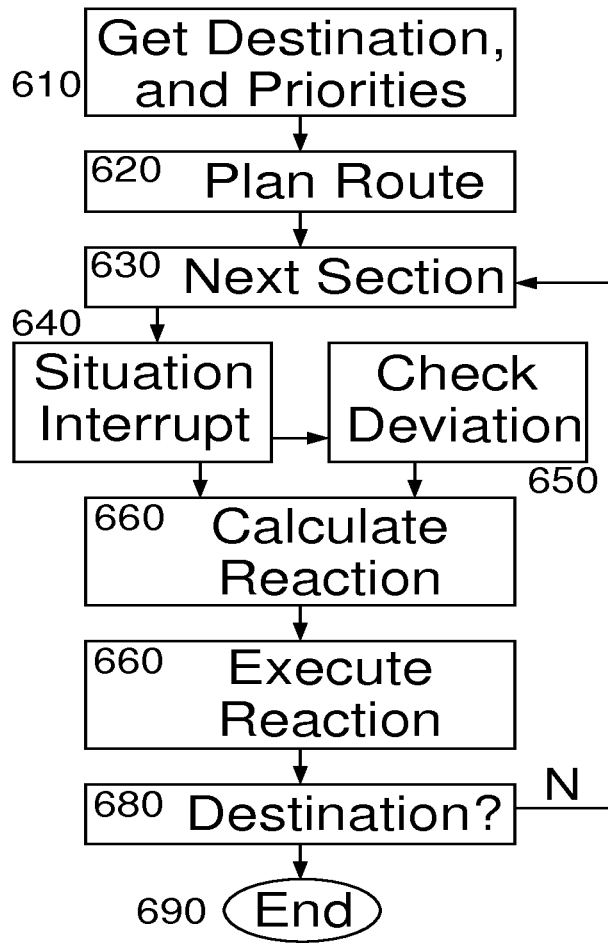 Get Destination,
610 and Priorities
620 Plan Route
630 Next Section
640
Situation
Interrupt
Check
Deviation
650
660 Calculate
Reaction
660 Execute
Reaction
680 Destination? N
690 End